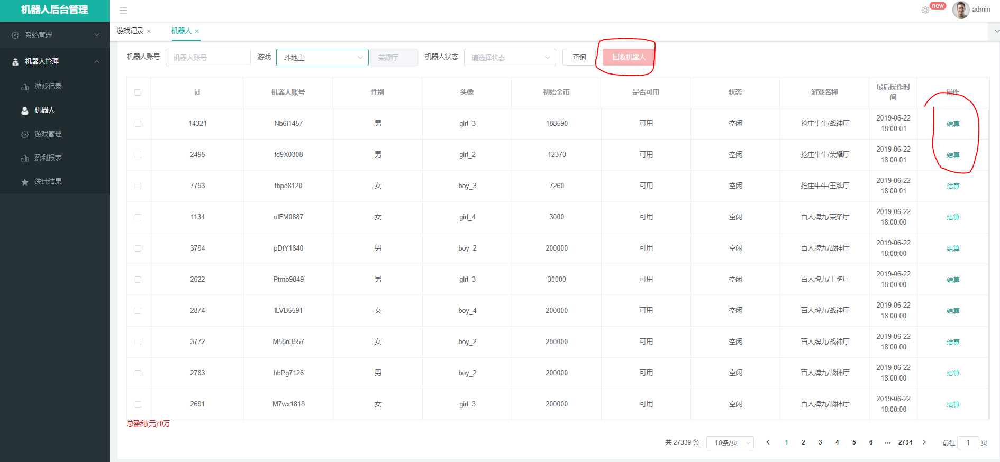 机器人后台管理
new
admin
系统管理
机器人管理
游戏记录
机器人
游戏管理
盈利报表
统计结果
游戏记录 × 机器人 ×
机器人账号 机器人账号 游戏 斗地主 荣耀厅 机器人状态 请选择状态 查询 回收机器人
id 机器人账号 性别 头像 初始金币 是否可用 状态 游戏名称 最后操作时间 操作
14321 Nb6I1457 男 girl_3 188590 可用 空闲 抢庄牛牛/战神厅 2019-06-22 18:00:01 结算
2495 fd9X0308 男 girl_2 12370 可用 空闲 抢庄牛牛/荣耀厅 2019-06-22 18:00:01 结算
7793 tbpd8120 女 boy_3 7260 可用 空闲 抢庄牛牛/王牌厅 2019-06-22 18:00:01 结算
1134 ulFM0887 女 girl_4 3000 可用 空闲 百人牌九/荣耀厅 2019-06-22 18:00:00 结算
3794 pDtY1840 男 boy_2 200000 可用 空闲 百人牌九/战神厅 2019-06-22 18:00:00 结算
2622 Ptmb9849 男 girl_3 30000 可用 空闲 百人牌九/王牌厅 2019-06-22 18:00:00 结算
2874 iLVB5591 女 boy_4 200000 可用 空闲 百人牌九/战神厅 2019-06-22 18:00:00 结算
3772 M58n3557 女 boy_2 200000 可用 空闲 百人牌九/战神厅 2019-06-22 18:00:00 结算
2783 hbPg7126 男 boy_2 200000 可用 空闲 百人牌九/战神厅 2019-06-22 18:00:00 结算
2691 M7wx1818 女 girl_3 200000 可用 空闲 百人牌九/战神厅 2019-06-22 18:00:00 结算
总盈利(元):0万
共 27339 条 10条/页 1 2 3 4 5 6 ... 2734 前往 1 页